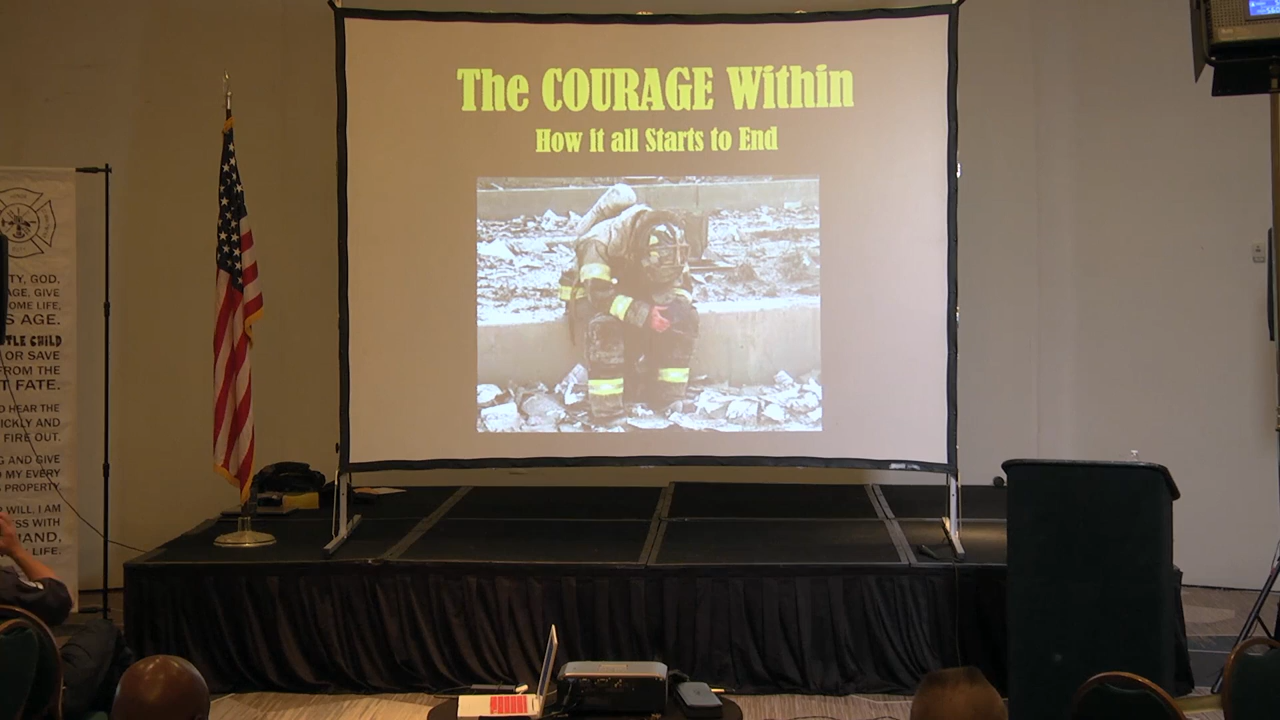 The COURAGE Within
How it all Starts to End
TY, GOD.
AGE, GIVE
OME LIFE,
S AGE.
TLE CHILD
OR SAVE
FROM THE
T FATE.
HEAR THE
ICKLY AND
FIRE OUT.
G AND GIVE
MY EVERY
PROPERTY.
WILL, I AM
SS WITH
HAND,
LIFE.